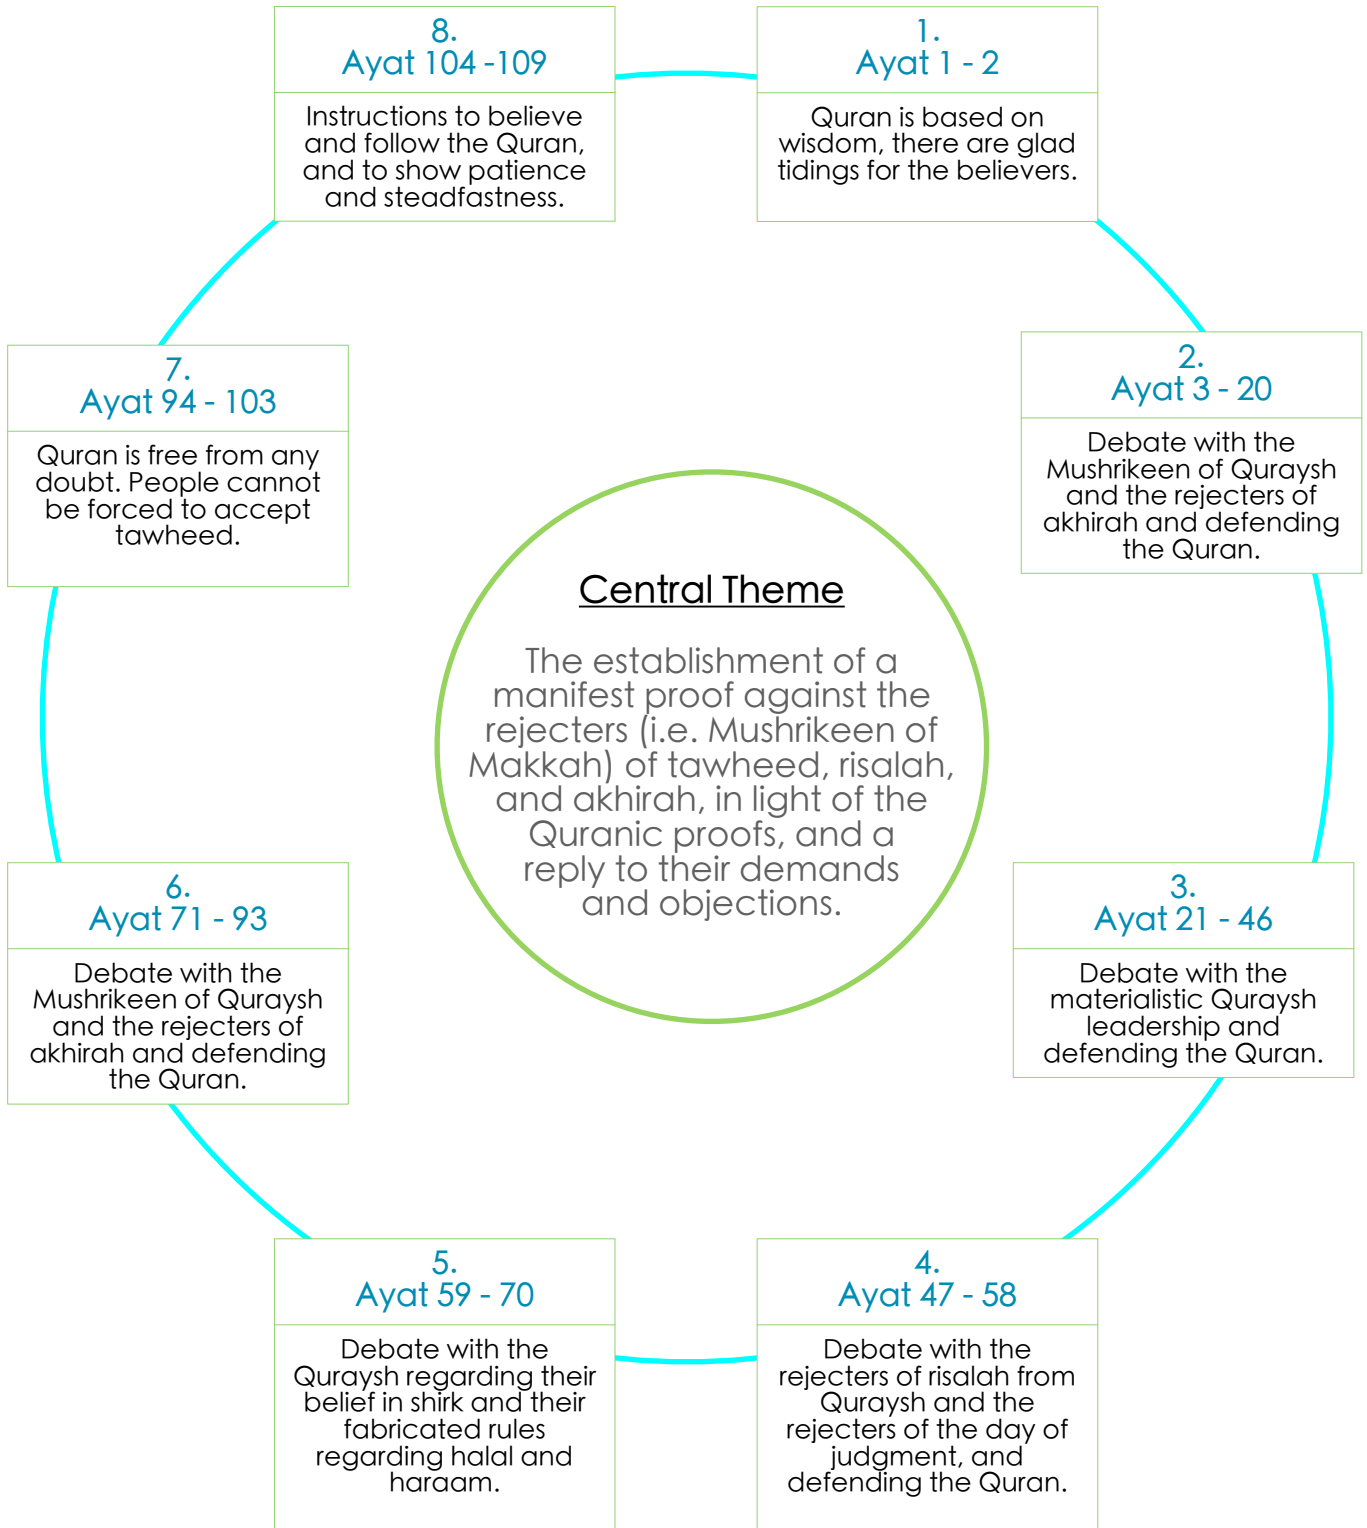 1.
Ayat 1 - 2
Quran is based on
wisdom, there are glad
tidings for the believers.
2.
Ayat 3 - 20
Debate with the
Mushrikeen of Quraysh
and the rejecters of
akhirah and defending
the Quran.
3.
Ayat 21 - 46
Debate with the
materialistic Quraysh
leadership and
defending the Quran.
4.
Ayat 47 - 58
Debate with the
rejecters of risalah from
Quraysh and the
rejecters of the day of
judgment, and
defending the Quran.
5.
Ayat 59 - 70
Debate with the
Quraysh regarding their
belief in shirk and their
fabricated rules
regarding halal and
haraam.
6.
Ayat 71 - 93
Debate with the
Mushrikeen of Quraysh
and the rejecters of
akhirah and defending
the Quran.
7.
Ayat 94 - 103
Quran is free from any
doubt. People cannot
be forced to accept
tawheed.
8.
Ayat 104 -109
Instructions to believe
and follow the Quran,
and to show patience
and steadfastness.
Central Theme
The establishment of a
manifest proof against the
rejecters (i.e. Mushrikeen of
Makkah) of tawheed, risalah,
and akhirah, in light of the
Quranic proofs, and a
reply to their demands
and objections.